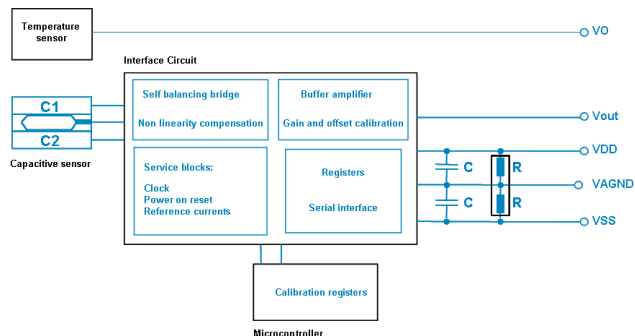 Temperature
sensor
VO
Interface Circuit
Self balancing bridge
Non linearity compensation
Buffer amplifier
Gain and offset calibration
C1
C2
Capacitive sensor
Vout
VDD
Service blocks:
Clock
Power on reset
Reference currents
Registers
Serial interface
C
R
VAGND
C
R
VSS
Calibration registers
Microcontroller